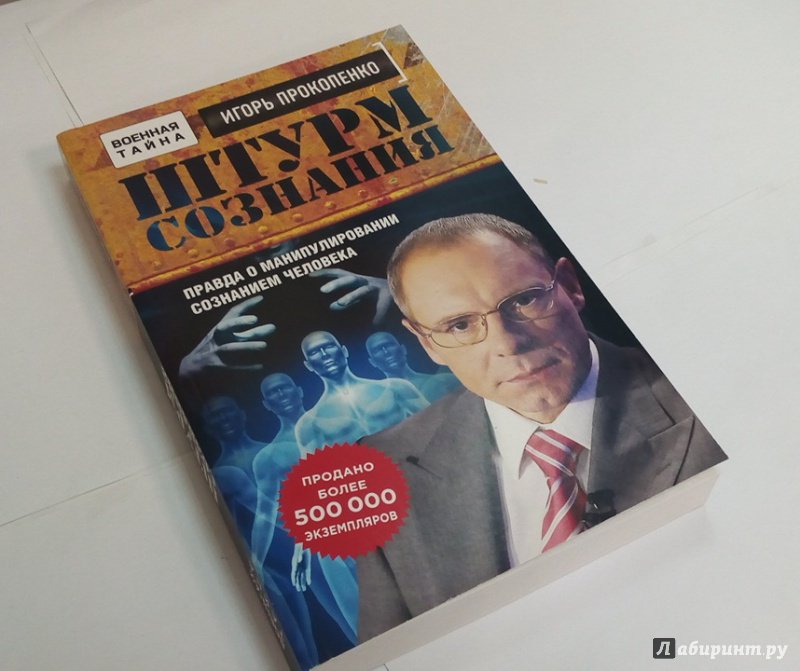 ВОЕННАЯ
ТАЙНА
ИГОРЬ ПРОКОПЕНКО
ШТУРМ
СОЗНАНИЯ
ПРАВДА О МАНИПУЛИРОВАНИИ
СОЗНАНИЕМ ЧЕЛОВЕКА
ПРОДАНО
БОЛЕЕ
500 000
ЭКЗЕМПЛЯРОВ
Лабиринт.ру